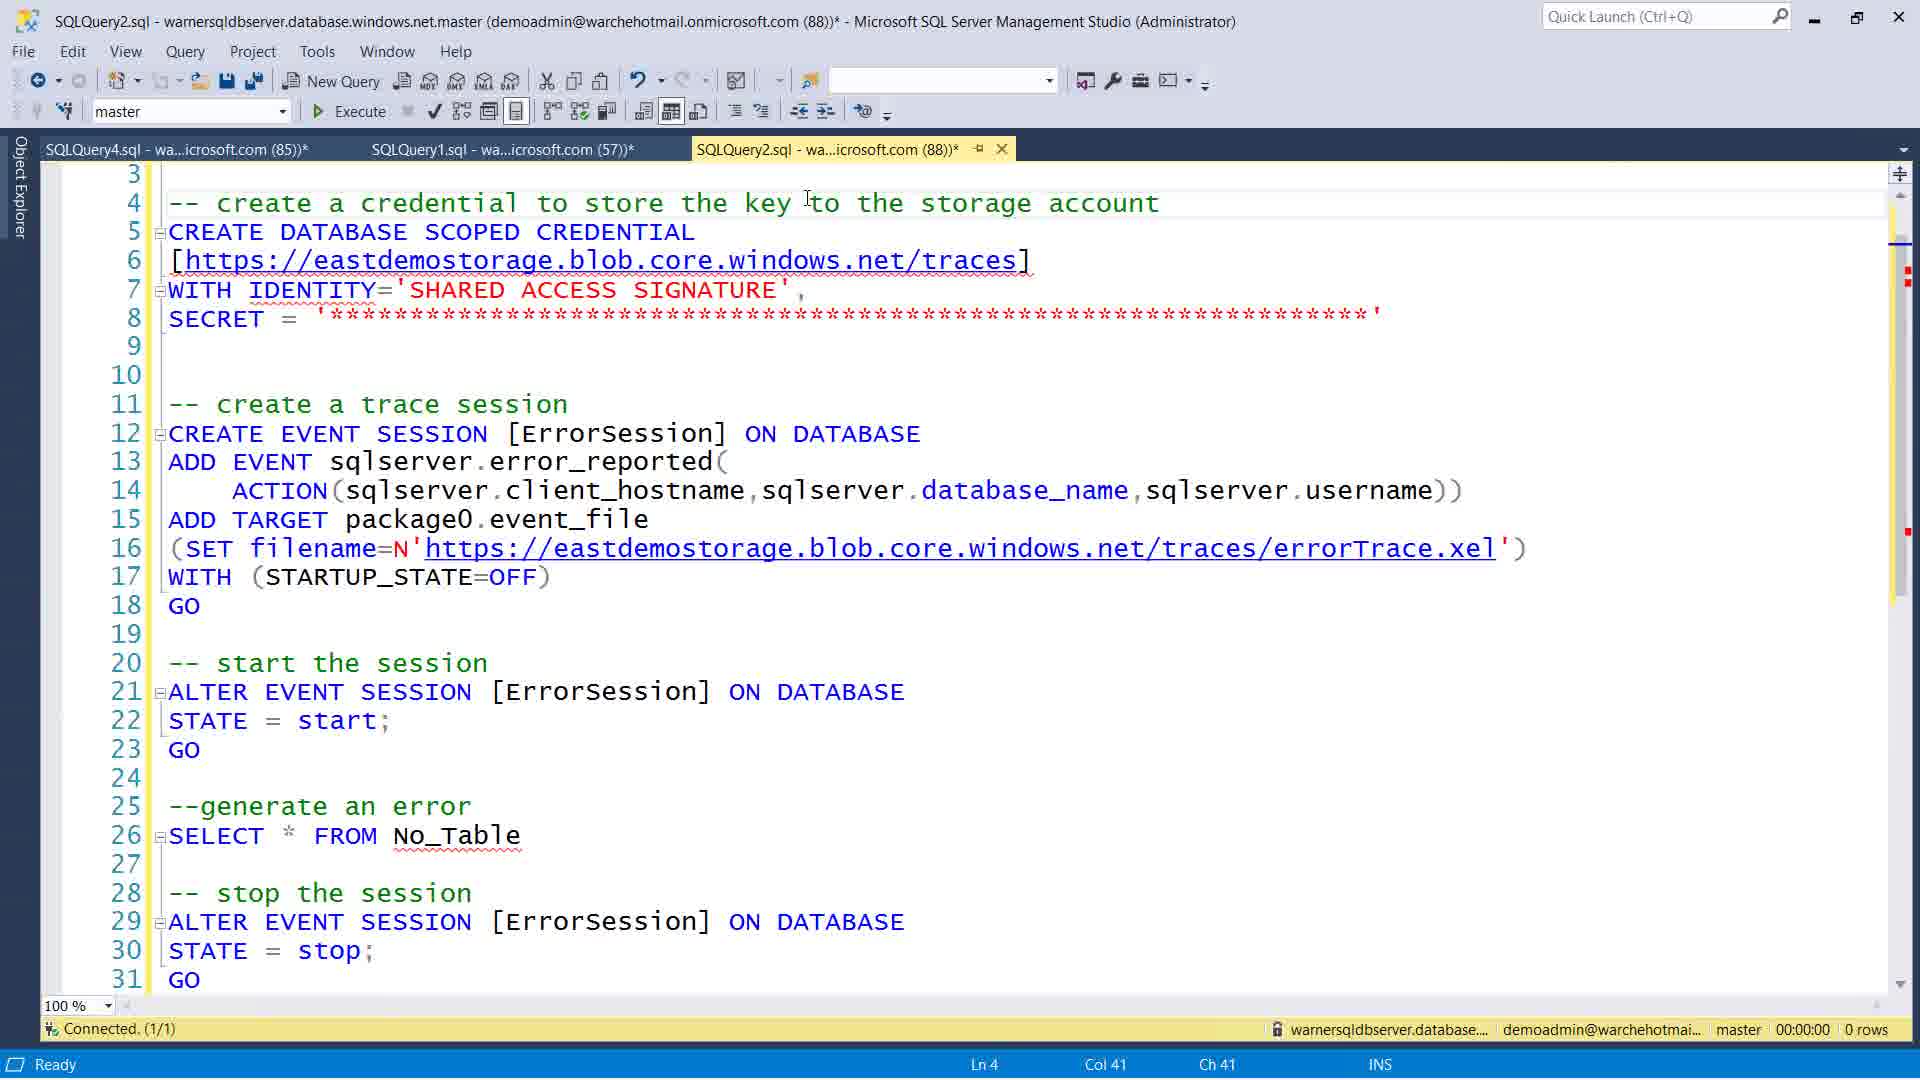 SQLQuery2.sql - warnersqldbserver.database.windows.net.master (demoadmin@warchehotmail.onmicrosoft.com (88))* - Microsoft SQL Server Management Studio (Administrator)
Quick Launch (Ctrl+Q)
File Edit View Query Project Tools Window Help
New Query
MDX DMX XMLA DAX
master
Execute
SQLQuery4.sql - wa...icrosoft.com (85))*
SQLQuery1.sql - wa...icrosoft.com (57))*
SQLQuery2.sql - wa...icrosoft.com (88))*
Object Explorer
3
4 -- create a credential to store the key to the storage account
5 CREATE DATABASE SCOPED CREDENTIAL
6 [https://eastdemostorage.blob.core.windows.net/traces]
7 WITH IDENTITY='SHARED ACCESS SIGNATURE',
8 SECRET = '*****************************************************************'
9
10
11 -- create a trace session
12 CREATE EVENT SESSION [ErrorSession] ON DATABASE
13 ADD EVENT sqlserver.error_reported(
14 ACTION(sqlserver.client_hostname,sqlserver.database_name,sqlserver.username))
15 ADD TARGET package0.event_file
16 (SET filename=N'https://eastdemostorage.blob.core.windows.net/traces/errorTrace.xel')
17 WITH (STARTUP_STATE=OFF)
18 GO
19
20 -- start the session
21 ALTER EVENT SESSION [ErrorSession] ON DATABASE
22 STATE = start;
23 GO
24
25 --generate an error
26 SELECT * FROM No_Table
27
28 -- stop the session
29 ALTER EVENT SESSION [ErrorSession] ON DATABASE
30 STATE = stop;
31 GO
100 %
Connected. (1/1)
warnersqldbserver.database.... demoadmin@warchehotmai... master 00:00:00 0 rows
Ready Ln 4 Col 41 Ch 41 INS